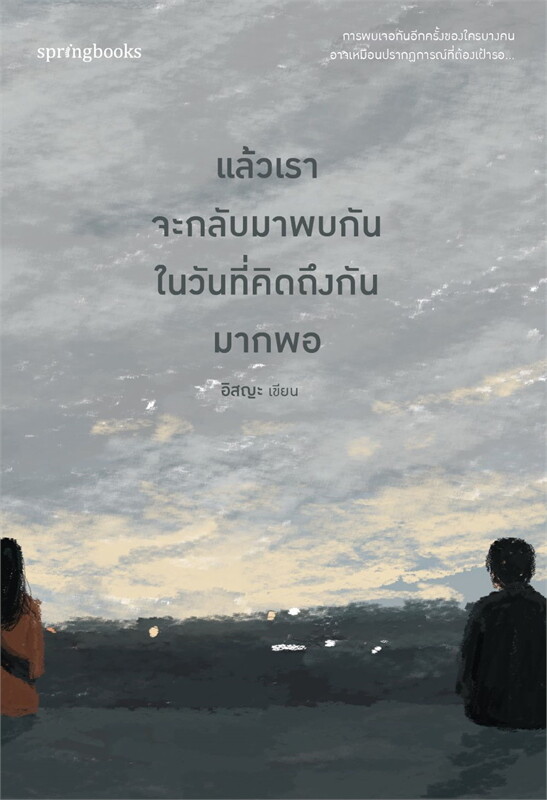 springbooks
การพบเจอกันอีกครั้งของใครบางคน
อาจเหมือนปรากฏการณ์ที่ต้องเฝ้ารอ...
แล้วเรา
จะกลับมาพบกัน
ในวันที่คิดถึงกัน
มากพอ
อิสญะ เขียน